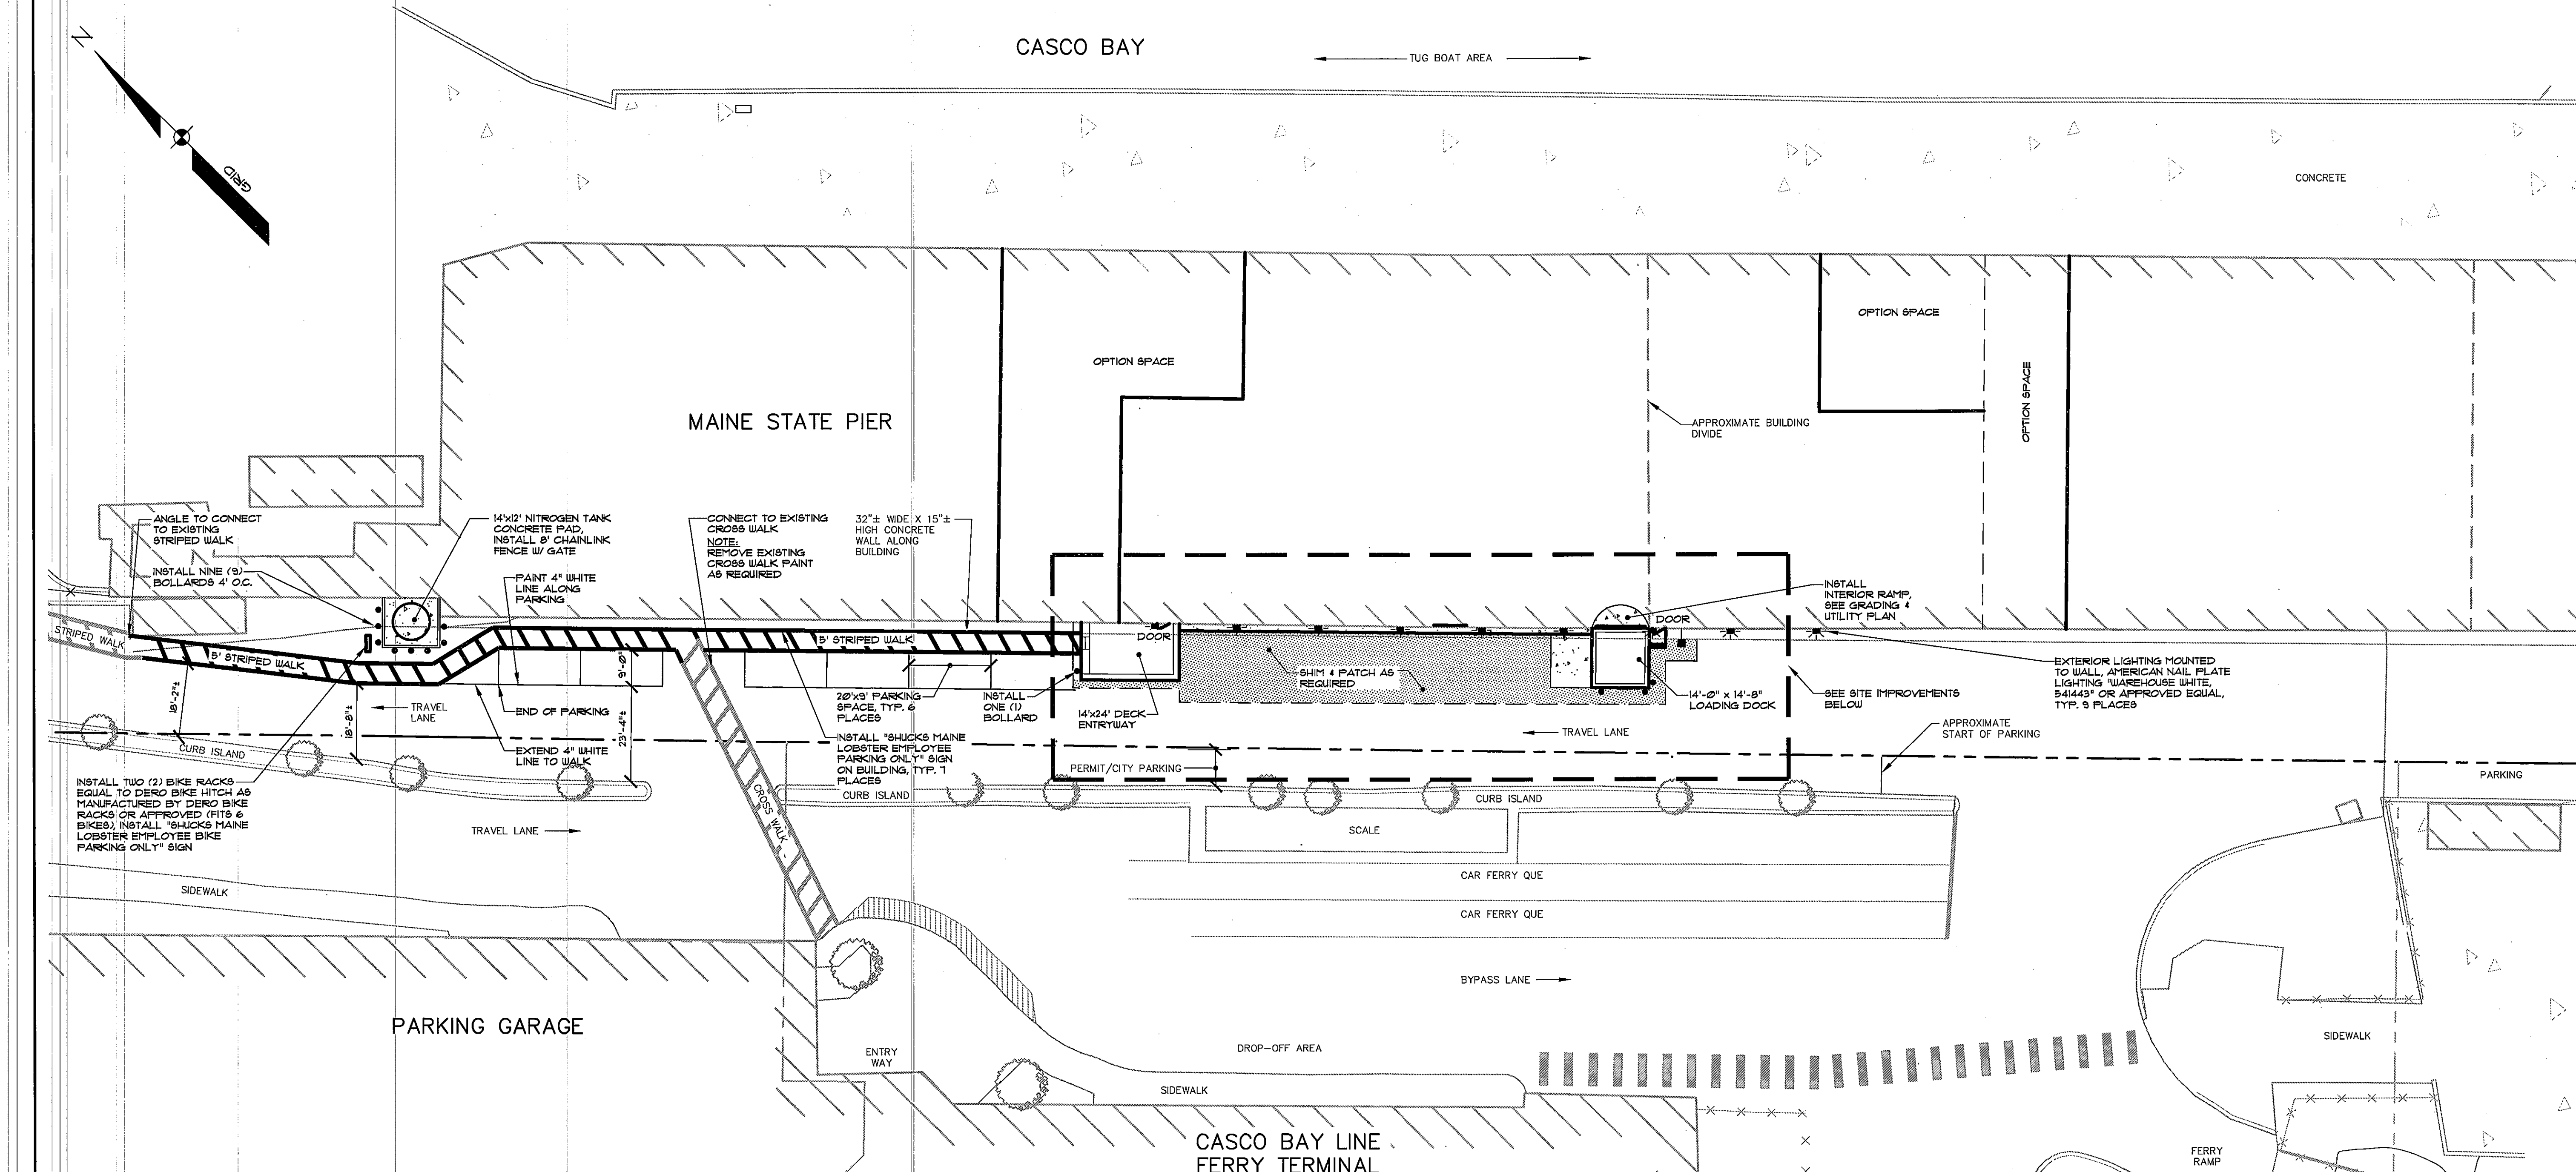 CASCO BAY
TUG BOAT AREA
N
GRID
CONCRETE
OPTION SPACE
OPTION SPACE
OPTION SPACE
MAINE STATE PIER
APPROXIMATE BUILDING
DIVIDE
ANGLE TO CONNECT
TO EXISTING
STRIPED WALK
14'x12' NITROGEN TANK
CONCRETE PAD,
INSTALL 8' CHAINLINK
FENCE W/ GATE
CONNECT TO EXISTING
CROSS WALK
NOTE:
REMOVE EXISTING
CROSS WALK PAINT
AS REQUIRED
32"± WIDE X 15"±
HIGH CONCRETE
WALL ALONG
BUILDING
INSTALL NINE (9)
BOLLARDS 4' O.C.
PAINT 4" WHITE
LINE ALONG
PARKING
INSTALL
INTERIOR RAMP,
SEE GRADING &
UTILITY PLAN
STRIPED WALK
5' STRIPED WALK
5' STRIPED WALK
DOOR
DOOR
9'-0"
18'-2"±
18'-8"±
23'-4"±
TRAVEL
LANE
END OF PARKING
EXTEND 4" WHITE
LINE TO WALK
20'x9' PARKING
SPACE, TYP. 6
PLACES
INSTALL
ONE (1)
BOLLARD
14'x24' DECK
ENTRYWAY
SHIM & PATCH AS
REQUIRED
14'-0" x 14'-8"
LOADING DOCK
SEE SITE IMPROVEMENTS
BELOW
EXTERIOR LIGHTING MOUNTED
TO WALL, AMERICAN NAIL PLATE
LIGHTING "WAREHOUSE WHITE,
541443" OR APPROVED EQUAL,
TYP. 9 PLACES
APPROXIMATE
START OF PARKING
TRAVEL LANE
CURB ISLAND
INSTALL "SHUCKS MAINE
LOBSTER EMPLOYEE
PARKING ONLY" SIGN
ON BUILDING, TYP. 7
PLACES
PERMIT/CITY PARKING
PARKING
INSTALL TWO (2) BIKE RACKS
EQUAL TO DERO BIKE HITCH AS
MANUFACTURED BY DERO BIKE
RACKS OR APPROVED (FITS 6
BIKES), INSTALL "SHUCKS MAINE
LOBSTER EMPLOYEE BIKE
PARKING ONLY" SIGN
CURB ISLAND
CURB ISLAND
TRAVEL LANE
CROSS WALK
SCALE
SIDEWALK
CAR FERRY QUE
CAR FERRY QUE
BYPASS LANE
PARKING GARAGE
ENTRY
WAY
DROP-OFF AREA
SIDEWALK
SIDEWALK
CASCO BAY LINE
FERRY TERMINAL
FERRY
RAMP